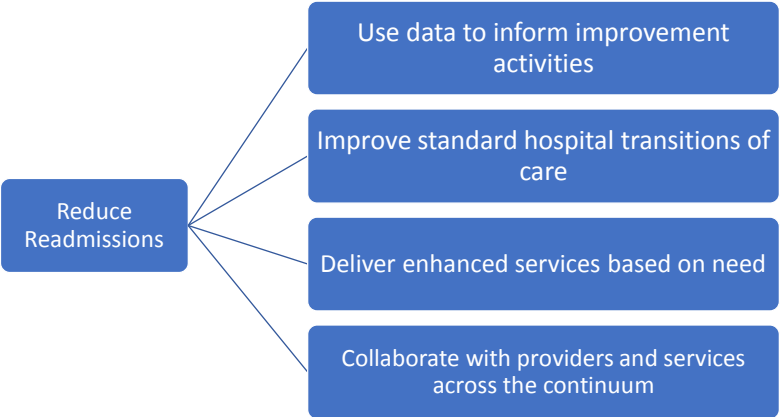 Reduce
Readmissions
Use data to inform improvement
activities
Improve standard hospital transitions of
care
Deliver enhanced services based on need
Collaborate with providers and services
across the continuum